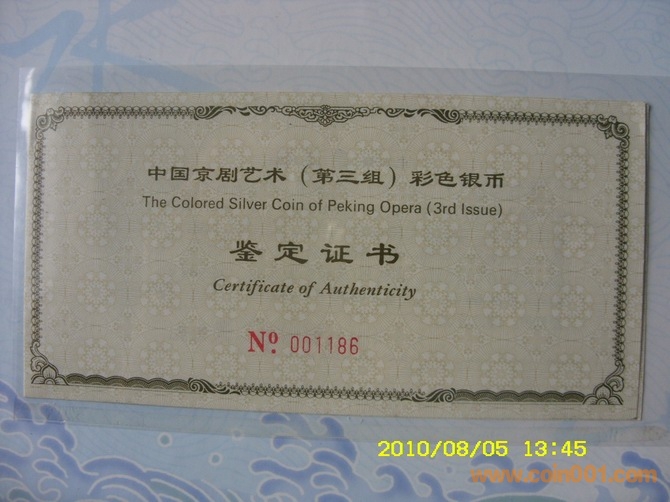 水
中国京剧艺术（第三组）彩色银币
The Colored Silver Coin of Peking Opera (3rd Issue)
鉴定证书
Certificate of Authenticity
No. 001186
2010/08/05 13:45
www.coin001.com